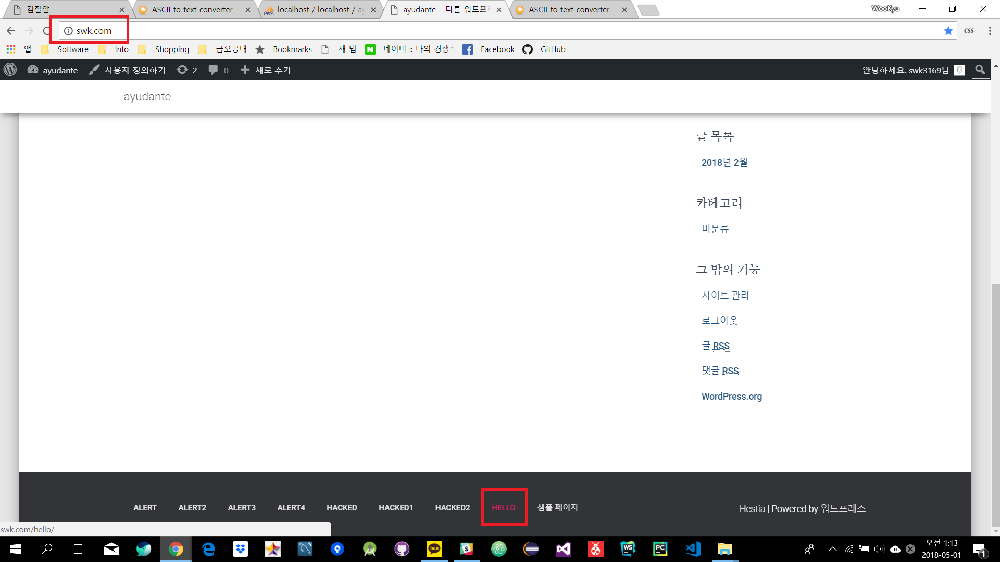 컴잘알
ASCII to text converter -
localhost / localhost / ay
ayudante – 다른 워드프레
ASCII to text converter -
WooKyu
swk.com
css
앱
Software
Info
Shopping
금오공대
Bookmarks
새 탭
네이버 :: 나의 경쟁력
Facebook
GitHub
ayudante
사용자 정의하기
2
0
새로 추가
안녕하세요. swk3169님
ayudante
글 목록
2018년 2월
카테고리
미분류
그 밖의 기능
사이트 관리
로그아웃
글 RSS
댓글 RSS
WordPress.org
ALERT ALERT2 ALERT3 ALERT4 HACKED HACKED1 HACKED2 HELLO 샘플 페이지
Hestia | Powered by 워드프레스
swk.com/hello/
오전 1:13
2018-05-01
1